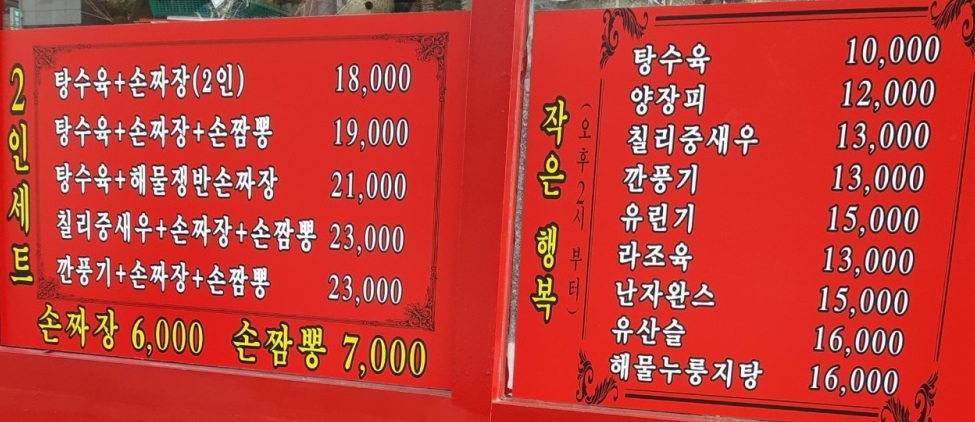 2인세트
탕수육+손짜장(2인) 18,000
탕수육+손짜장+손짬뽕 19,000
탕수육+해물쟁반손짜장 21,000
칠리중새우+손짜장+손짬뽕 23,000
깐풍기+손짜장+손짬뽕 23,000
손짜장 6,000 손짬뽕 7,000
작은 행복
(오후2시 부터)
탕수육 10,000
양장피 12,000
칠리중새우 13,000
깐풍기 13,000
유린기 15,000
라조육 13,000
난자완스 15,000
유산슬 16,000
해물누룽지탕 16,000